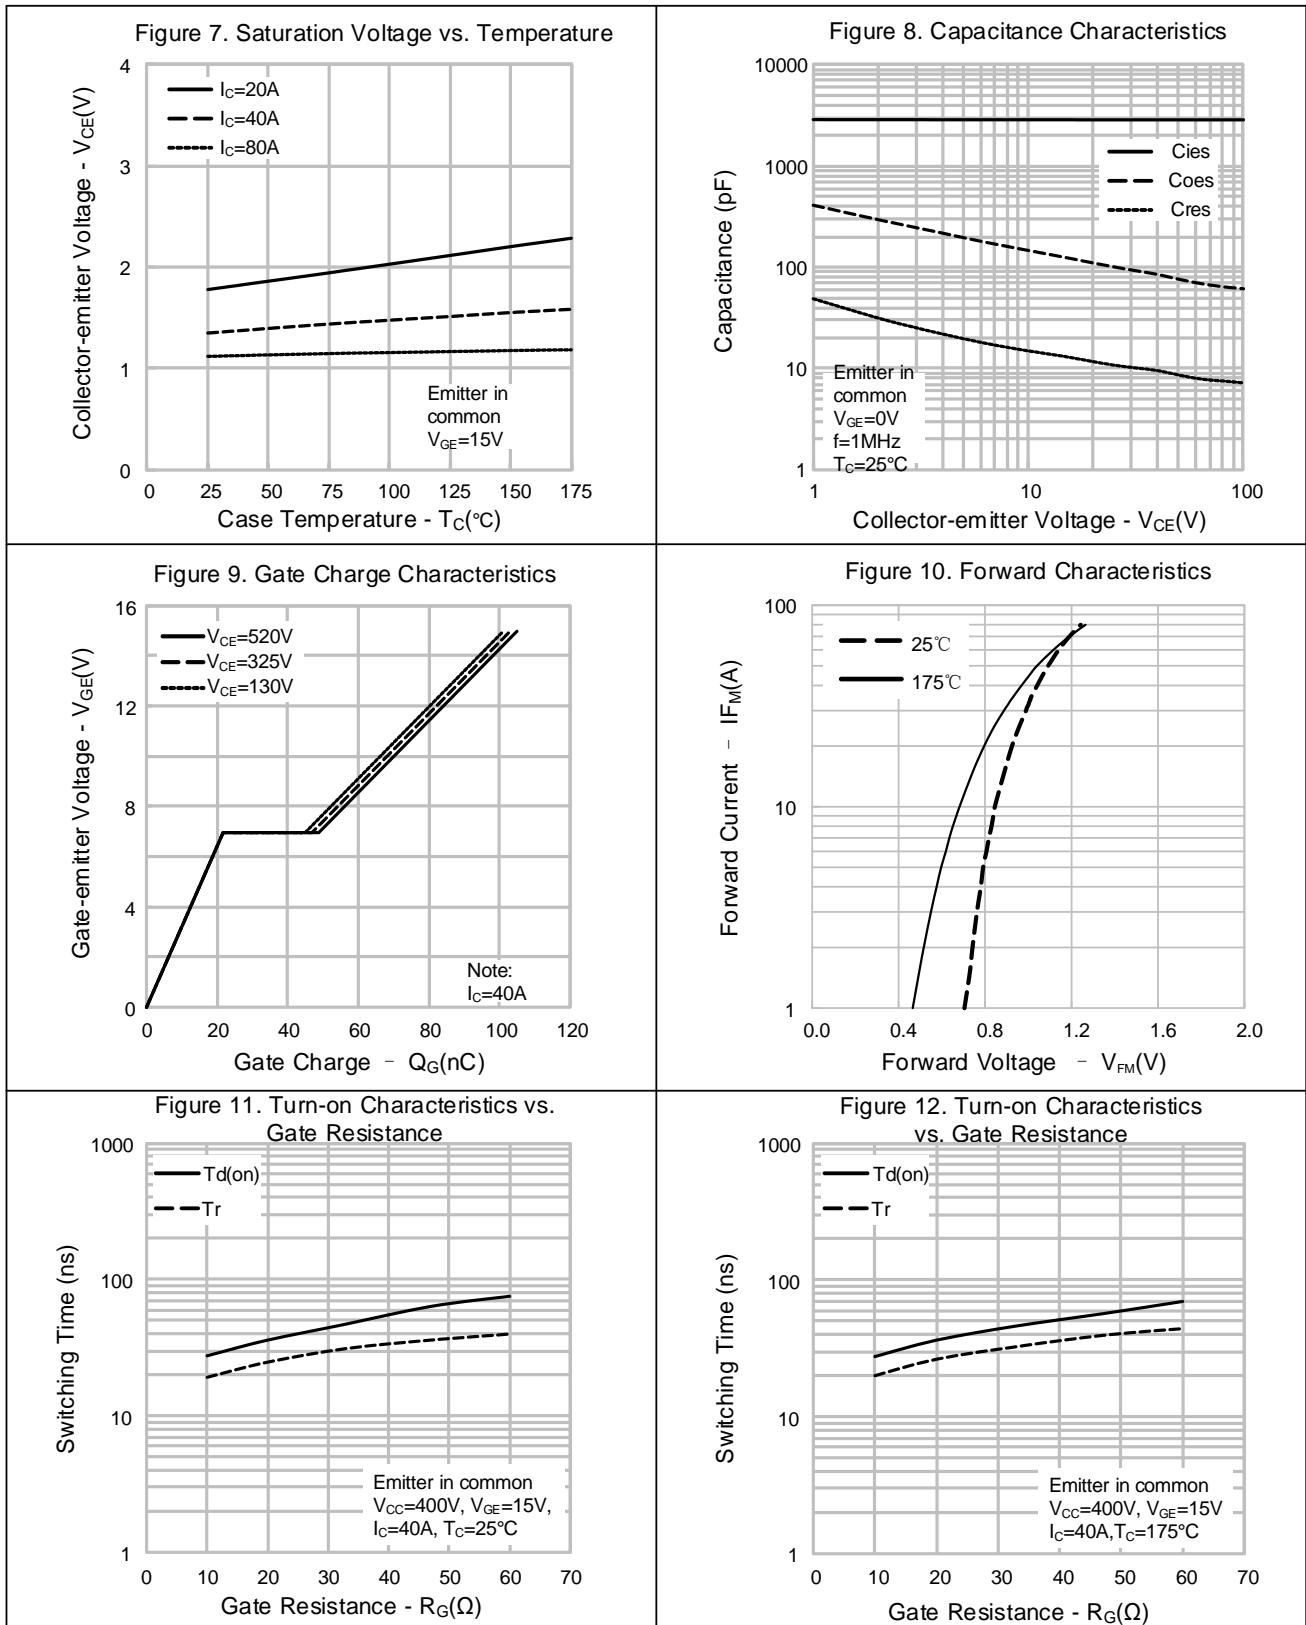 Figure 7. Saturation Voltage vs. Temperature
Collector-emitter Voltage - VCE(V)
4
3
2
1
0
IC=20A
IC=40A
IC=80A
Emitter in
common
VGE=15V
0 25 50 75 100 125 150 175
Case Temperature - TC(℃)
Figure 8. Capacitance Characteristics
Capacitance (pF)
10000
1000
100
10
1
Cies
Coes
Cres
Emitter in
common
VGE=0V
f=1MHz
TC=25°C
1 10 100
Collector-emitter Voltage - VCE(V)
Figure 9. Gate Charge Characteristics
Gate-emitter Voltage - VGE(V)
16
12
8
4
0
VCE=520V
VCE=325V
VCE=130V
Note:
IC=40A
0 20 40 60 80 100 120
Gate Charge – QG(nC)
Figure 10. Forward Characteristics
Forward Current – IFM(A)
100
10
1
25℃
175℃
0.0 0.4 0.8 1.2 1.6 2.0
Forward Voltage – VFM(V)
Figure 11. Turn-on Characteristics vs.
Gate Resistance
Switching Time (ns)
1000
100
10
1
Td(on)
Tr
Emitter in common
VCC=400V, VGE=15V,
IC=40A, TC=25°C
0 10 20 30 40 50 60 70
Gate Resistance - RG(Ω)
Figure 12. Turn-on Characteristics
vs. Gate Resistance
Switching Time (ns)
1000
100
10
1
Td(on)
Tr
Emitter in common
VCC=400V, VGE=15V
IC=40A,TC=175°C
0 10 20 30 40 50 60 70
Gate Resistance - RG(Ω)